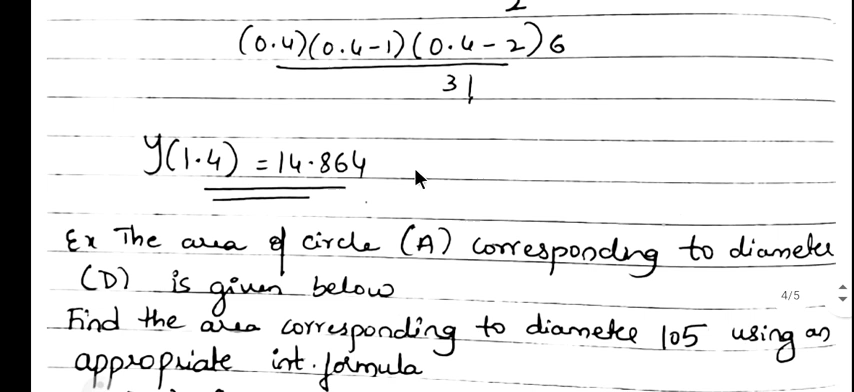 2
(0.4)(0.4-1)(0.4-2)6
3!
y(1.4) = 14.864
Ex The area of circle (A) corresponding to diameter
(D) is given below
4/5
Find the area corresponding to diameter 105 using an
appropriate int. formula